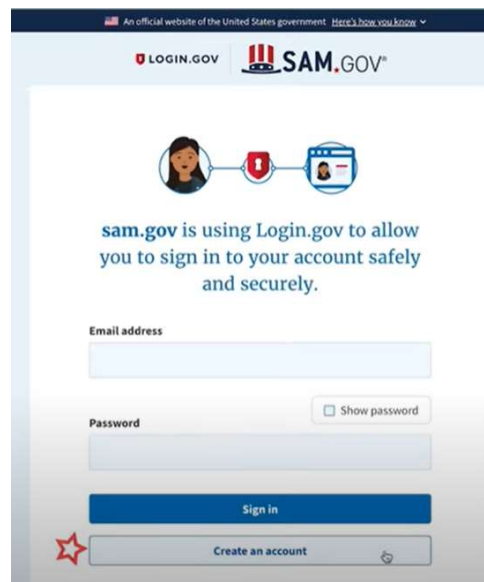 An official website of the United States government Here's how you know
LOGIN.GOV SAM.GOV®
sam.gov is using Login.gov to allow
you to sign in to your account safely
and securely.
Email address
Show password
Password
Sign in
Create an account